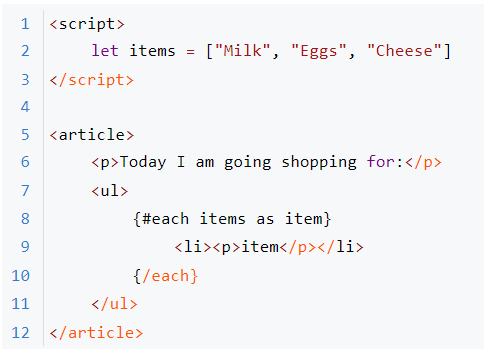 1 <script>
2 let items = ["Milk", "Eggs", "Cheese"]
3 </script>
4
5 <article>
6 <p>Today I am going shopping for:</p>
7 <ul>
8 {#each items as item}
9 <li><p>item</p></li>
10 {/each}
11 </ul>
12 </article>